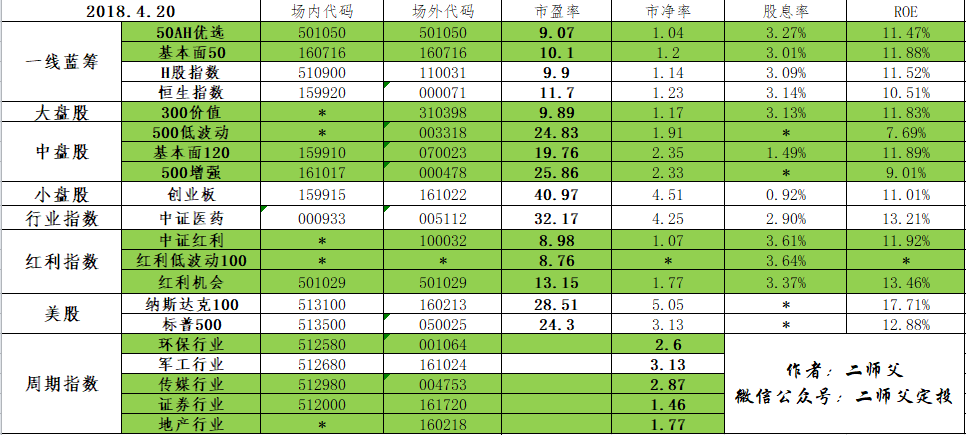 2018.4.20 场内代码 场外代码 市盈率 市净率 股息率 ROE
一线蓝筹 50AH优选 501050 501050 9.07 1.04 3.27% 11.47%
基本面50 160716 160716 10.1 1.2 3.01% 11.88%
H股指数 510900 110031 9.9 1.14 3.09% 11.52%
恒生指数 159920 000071 11.7 1.23 3.14% 10.51%
大盘股 300价值 * 310398 9.89 1.17 3.13% 11.83%
中盘股 500低波动 * 003318 24.83 1.91 * 7.69%
基本面120 159910 070023 19.76 2.35 1.49% 11.89%
500增强 161017 000478 25.86 2.33 * 9.01%
小盘股 创业板 159915 161022 40.97 4.51 0.92% 11.01%
行业指数 中证医药 000933 005112 32.17 4.25 2.90% 13.21%
红利指数 中证红利 * 100032 8.98 1.07 3.61% 11.92%
红利低波动100 * * 8.76 * 3.64% *
红利机会 501029 501029 13.15 1.77 3.37% 13.46%
美股 纳斯达克100 513100 160213 28.51 5.05 * 17.71%
标普500 513500 050025 24.3 3.13 * 12.88%
周期指数 环保行业 512580 001064 2.6
军工行业 512680 161024 3.13
传媒行业 512980 004753 2.87
证券行业 512000 161720 1.46
地产行业 * 160218 1.77
作者：二师父
微信公众号：二师父定投